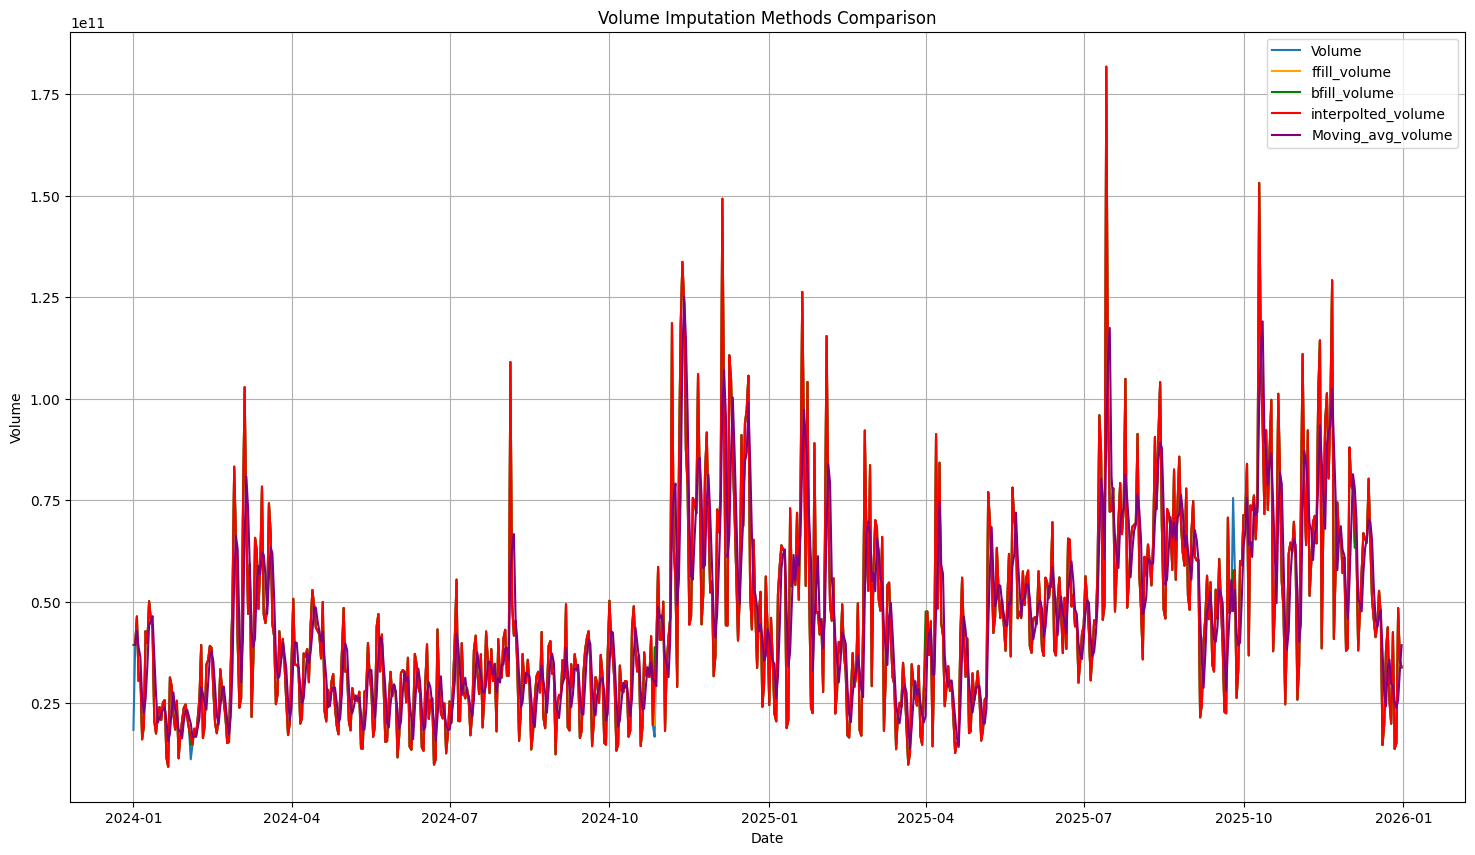 Volume Imputation Methods Comparison
1e11
Volume
ffill_volume
bfill_volume
interpolted_volume
Moving_avg_volume
1.75
1.50
1.25
1.00
0.75
0.50
0.25
Volume
2024-01 2024-04 2024-07 2024-10 2025-01 2025-04 2025-07 2025-10 2026-01
Date